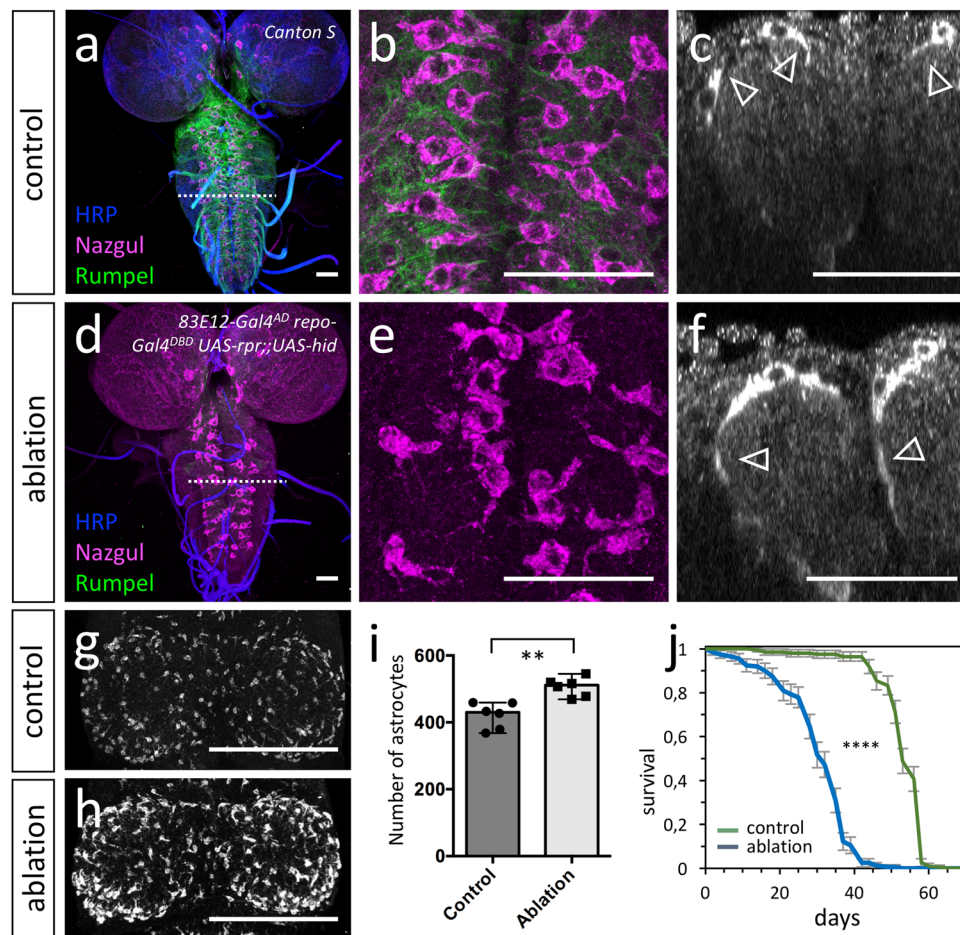 control
a
Canton S
HRP
Nazgul
Rumpel
b
c
ablation
d
83E12-Gal4ᴬᴰ repo-
Gal4ᴰᴮᴰ UAS-rpr;;UAS-hid
HRP
Nazgul
Rumpel
e
f
control
g
ablation
h
i
**
600
400
200
0
Number of astrocytes
Control
Ablation
j
1
0,8
0,6
0,4
0,2
0
survival
****
control
ablation
0
20
40
60
days